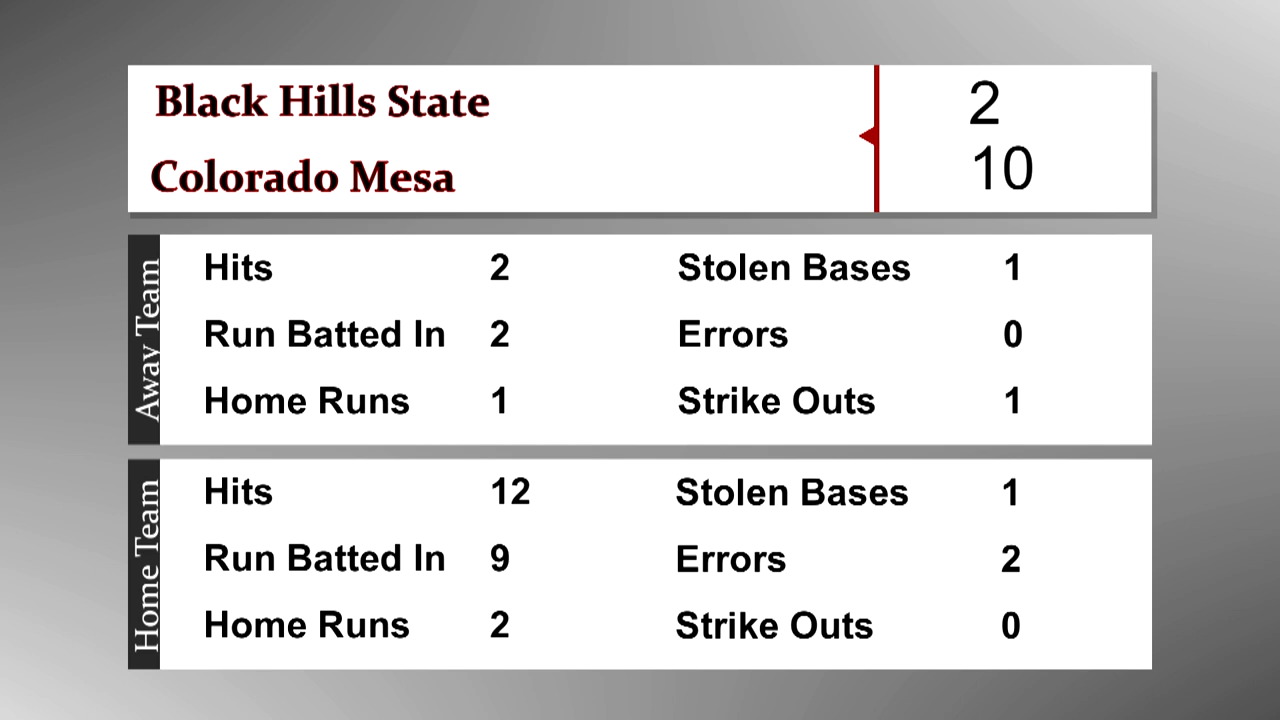 Black Hills State 2
Colorado Mesa 10
Away Team
Hits 2 Stolen Bases 1
Run Batted In 2 Errors 0
Home Runs 1 Strike Outs 1
Home Team
Hits 12 Stolen Bases 1
Run Batted In 9 Errors 2
Home Runs 2 Strike Outs 0